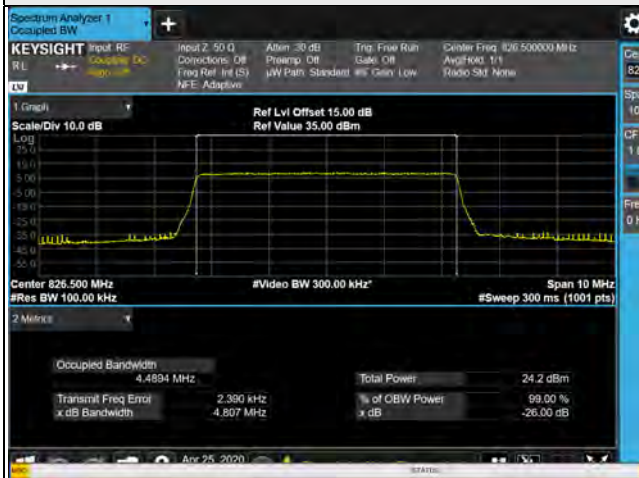 Spectrum Analyzer 1
Occupied BW
+
KEYSIGHT Input: RF Input Z: 50 Ω Atten: 30 dB Trig: Free Run Center Freq: 826.500000 MHz
RL Coupling: DC Corrections: Off Preamp: Off Gate: Off Avg|Hold: 1/1
Align: Off Freq Ref: Int (S) µW Path: Standard #IF Gain: Low Radio Std: None
NFE: Adaptive
1 Graph
Scale/Div 10.0 dB
Ref Lvl Offset 15.00 dB
Ref Value 35.00 dBm
Log
25.0
15.0
5.00
-5.00
-15.0
-25.0
-35.0
-45.0
-55.0
Center 826.500 MHz #Video BW 300.00 kHz* Span 10 MHz
#Res BW 100.00 kHz #Sweep 300 ms (1001 pts)
2 Metrics
Occupied Bandwidth
4.4894 MHz Total Power 24.2 dBm
Transmit Freq Error 2.390 kHz % of OBW Power 99.00 %
x dB Bandwidth 4.807 MHz x dB -26.00 dB
Apr 25, 2020
MSG STATUS